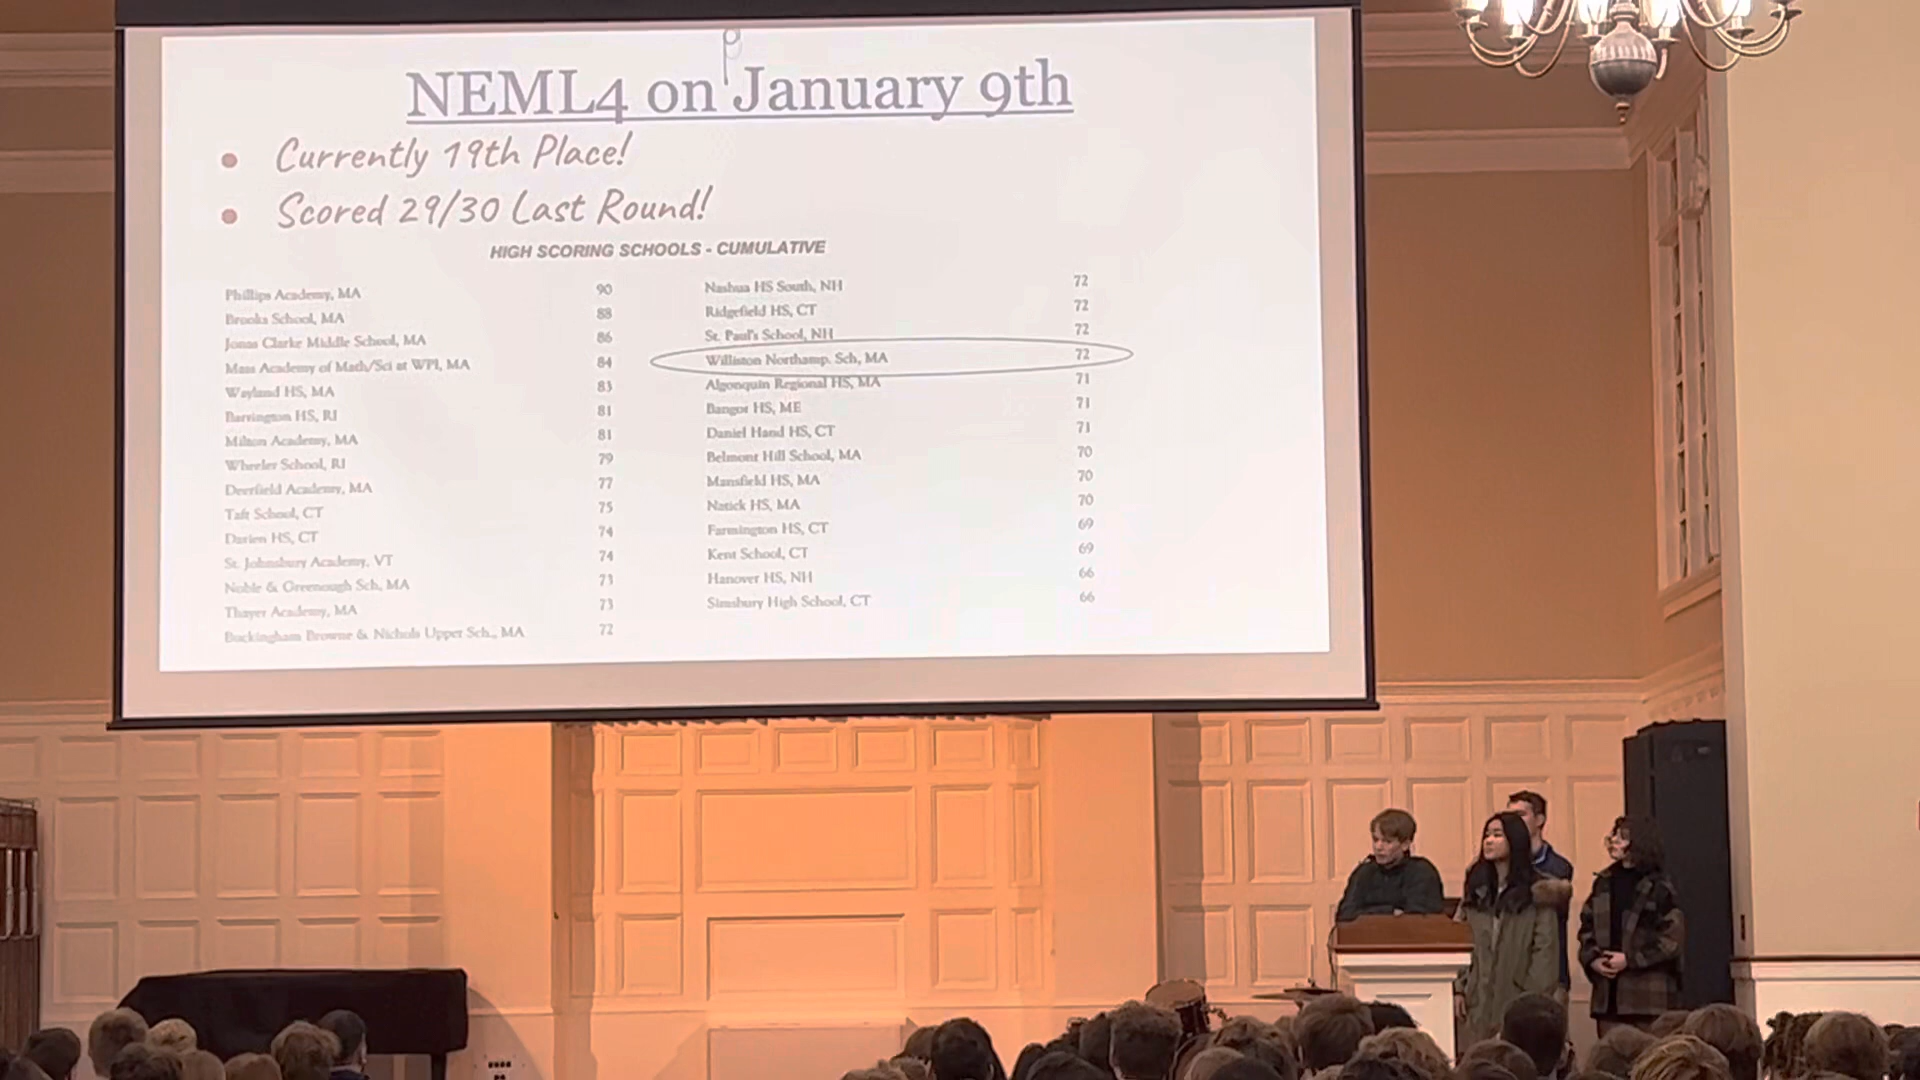 NEML4 on January 9th
• Currently 19th Place!
• Scored 29/30 Last Round!
HIGH SCORING SCHOOLS - CUMULATIVE
Phillips Academy, MA 90
Brooks School, MA 88
Jonas Clarke Middle School, MA 86
Mass Academy of Math/Sci at WPI, MA 84
Wayland HS, MA 83
Barrington HS, RI 81
Milton Academy, MA 81
Wheeler School, RI 79
Deerfield Academy, MA 77
Taft School, CT 75
Darien HS, CT 74
St. Johnsbury Academy, VT 74
Noble & Greenough Sch, MA 73
Thayer Academy, MA 73
Buckingham Browne & Nichols Upper Sch., MA 72
Nashua HS South, NH 72
Ridgefield HS, CT 72
St. Paul's School, NH 72
Williston Northamp. Sch, MA 72
Algonquin Regional HS, MA 71
Bangor HS, ME 71
Daniel Hand HS, CT 71
Belmont Hill School, MA 70
Mansfield HS, MA 70
Natick HS, MA 70
Farmington HS, CT 69
Kent School, CT 69
Hanover HS, NH 66
Simsbury High School, CT 66